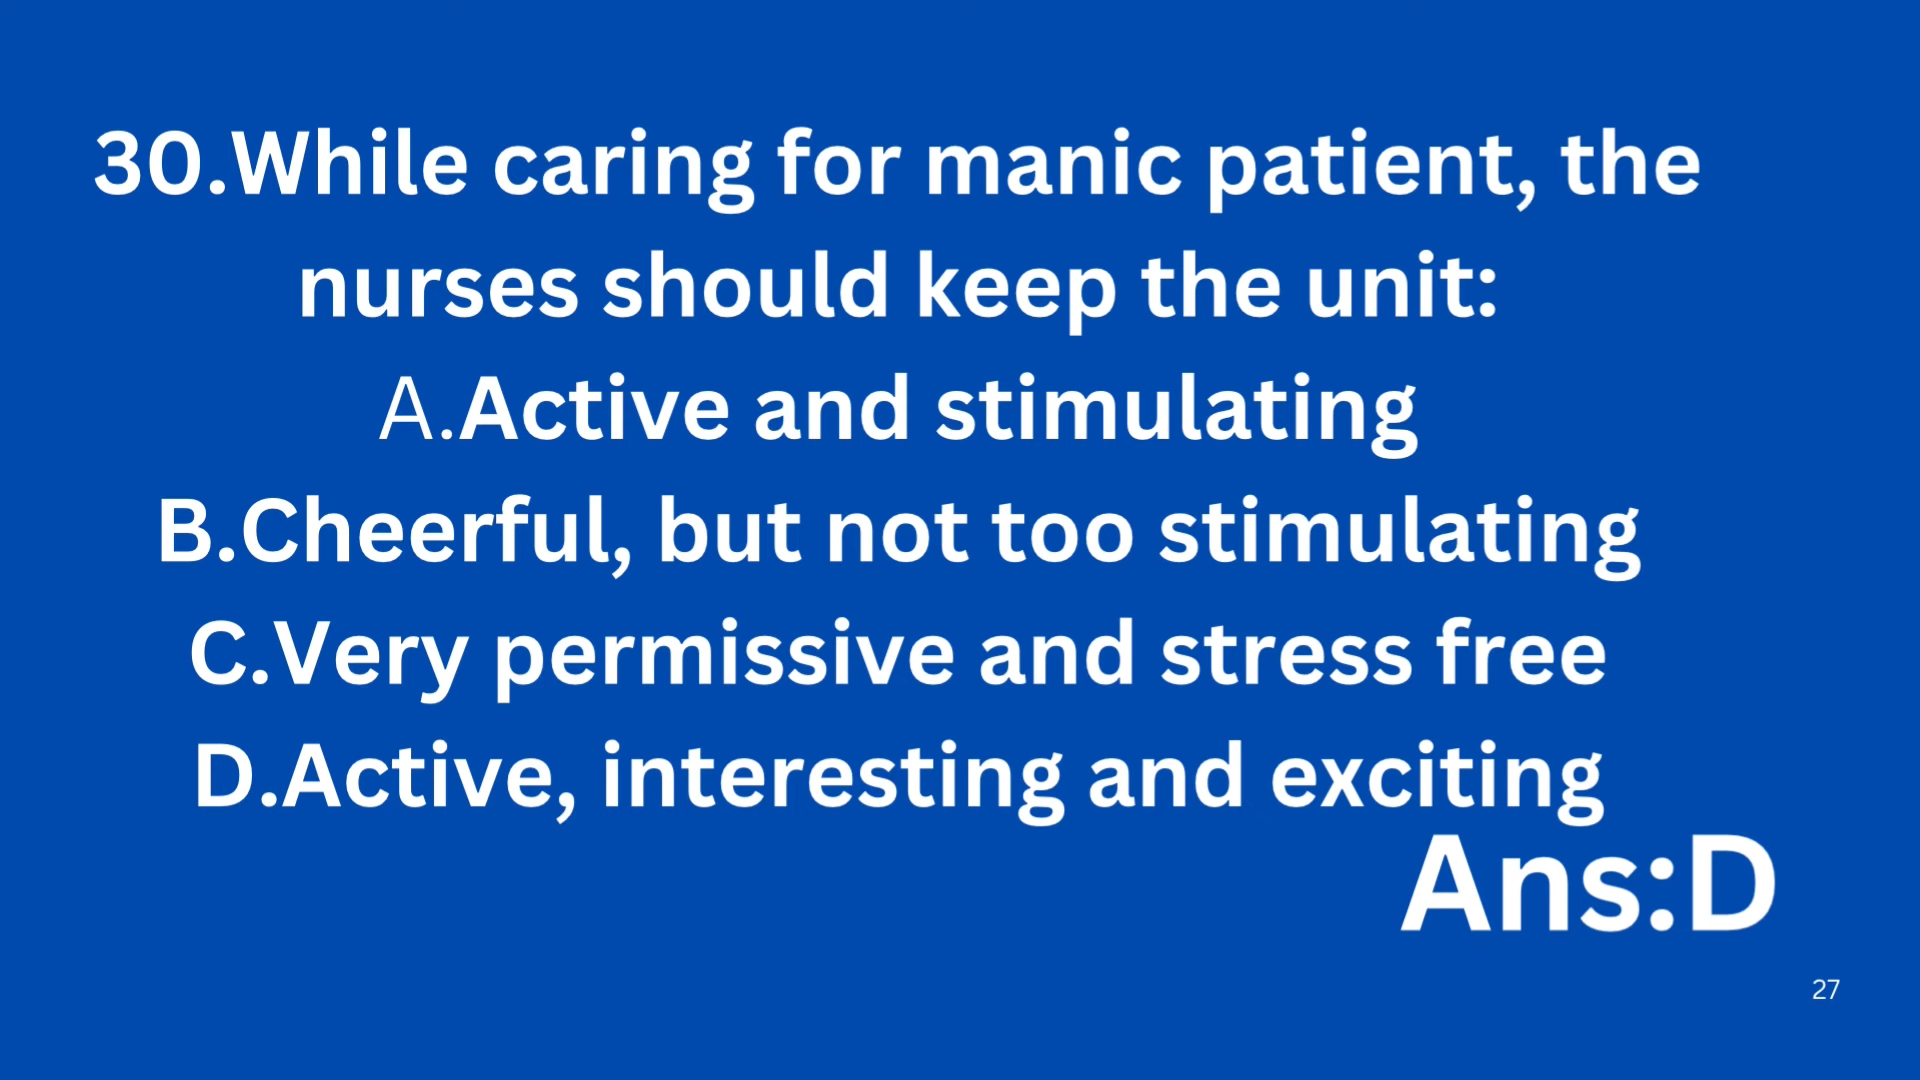 30.While caring for manic patient, the
nurses should keep the unit:
A.Active and stimulating
B.Cheerful, but not too stimulating
C.Very permissive and stress free
D.Active, interesting and exciting
Ans:D
27